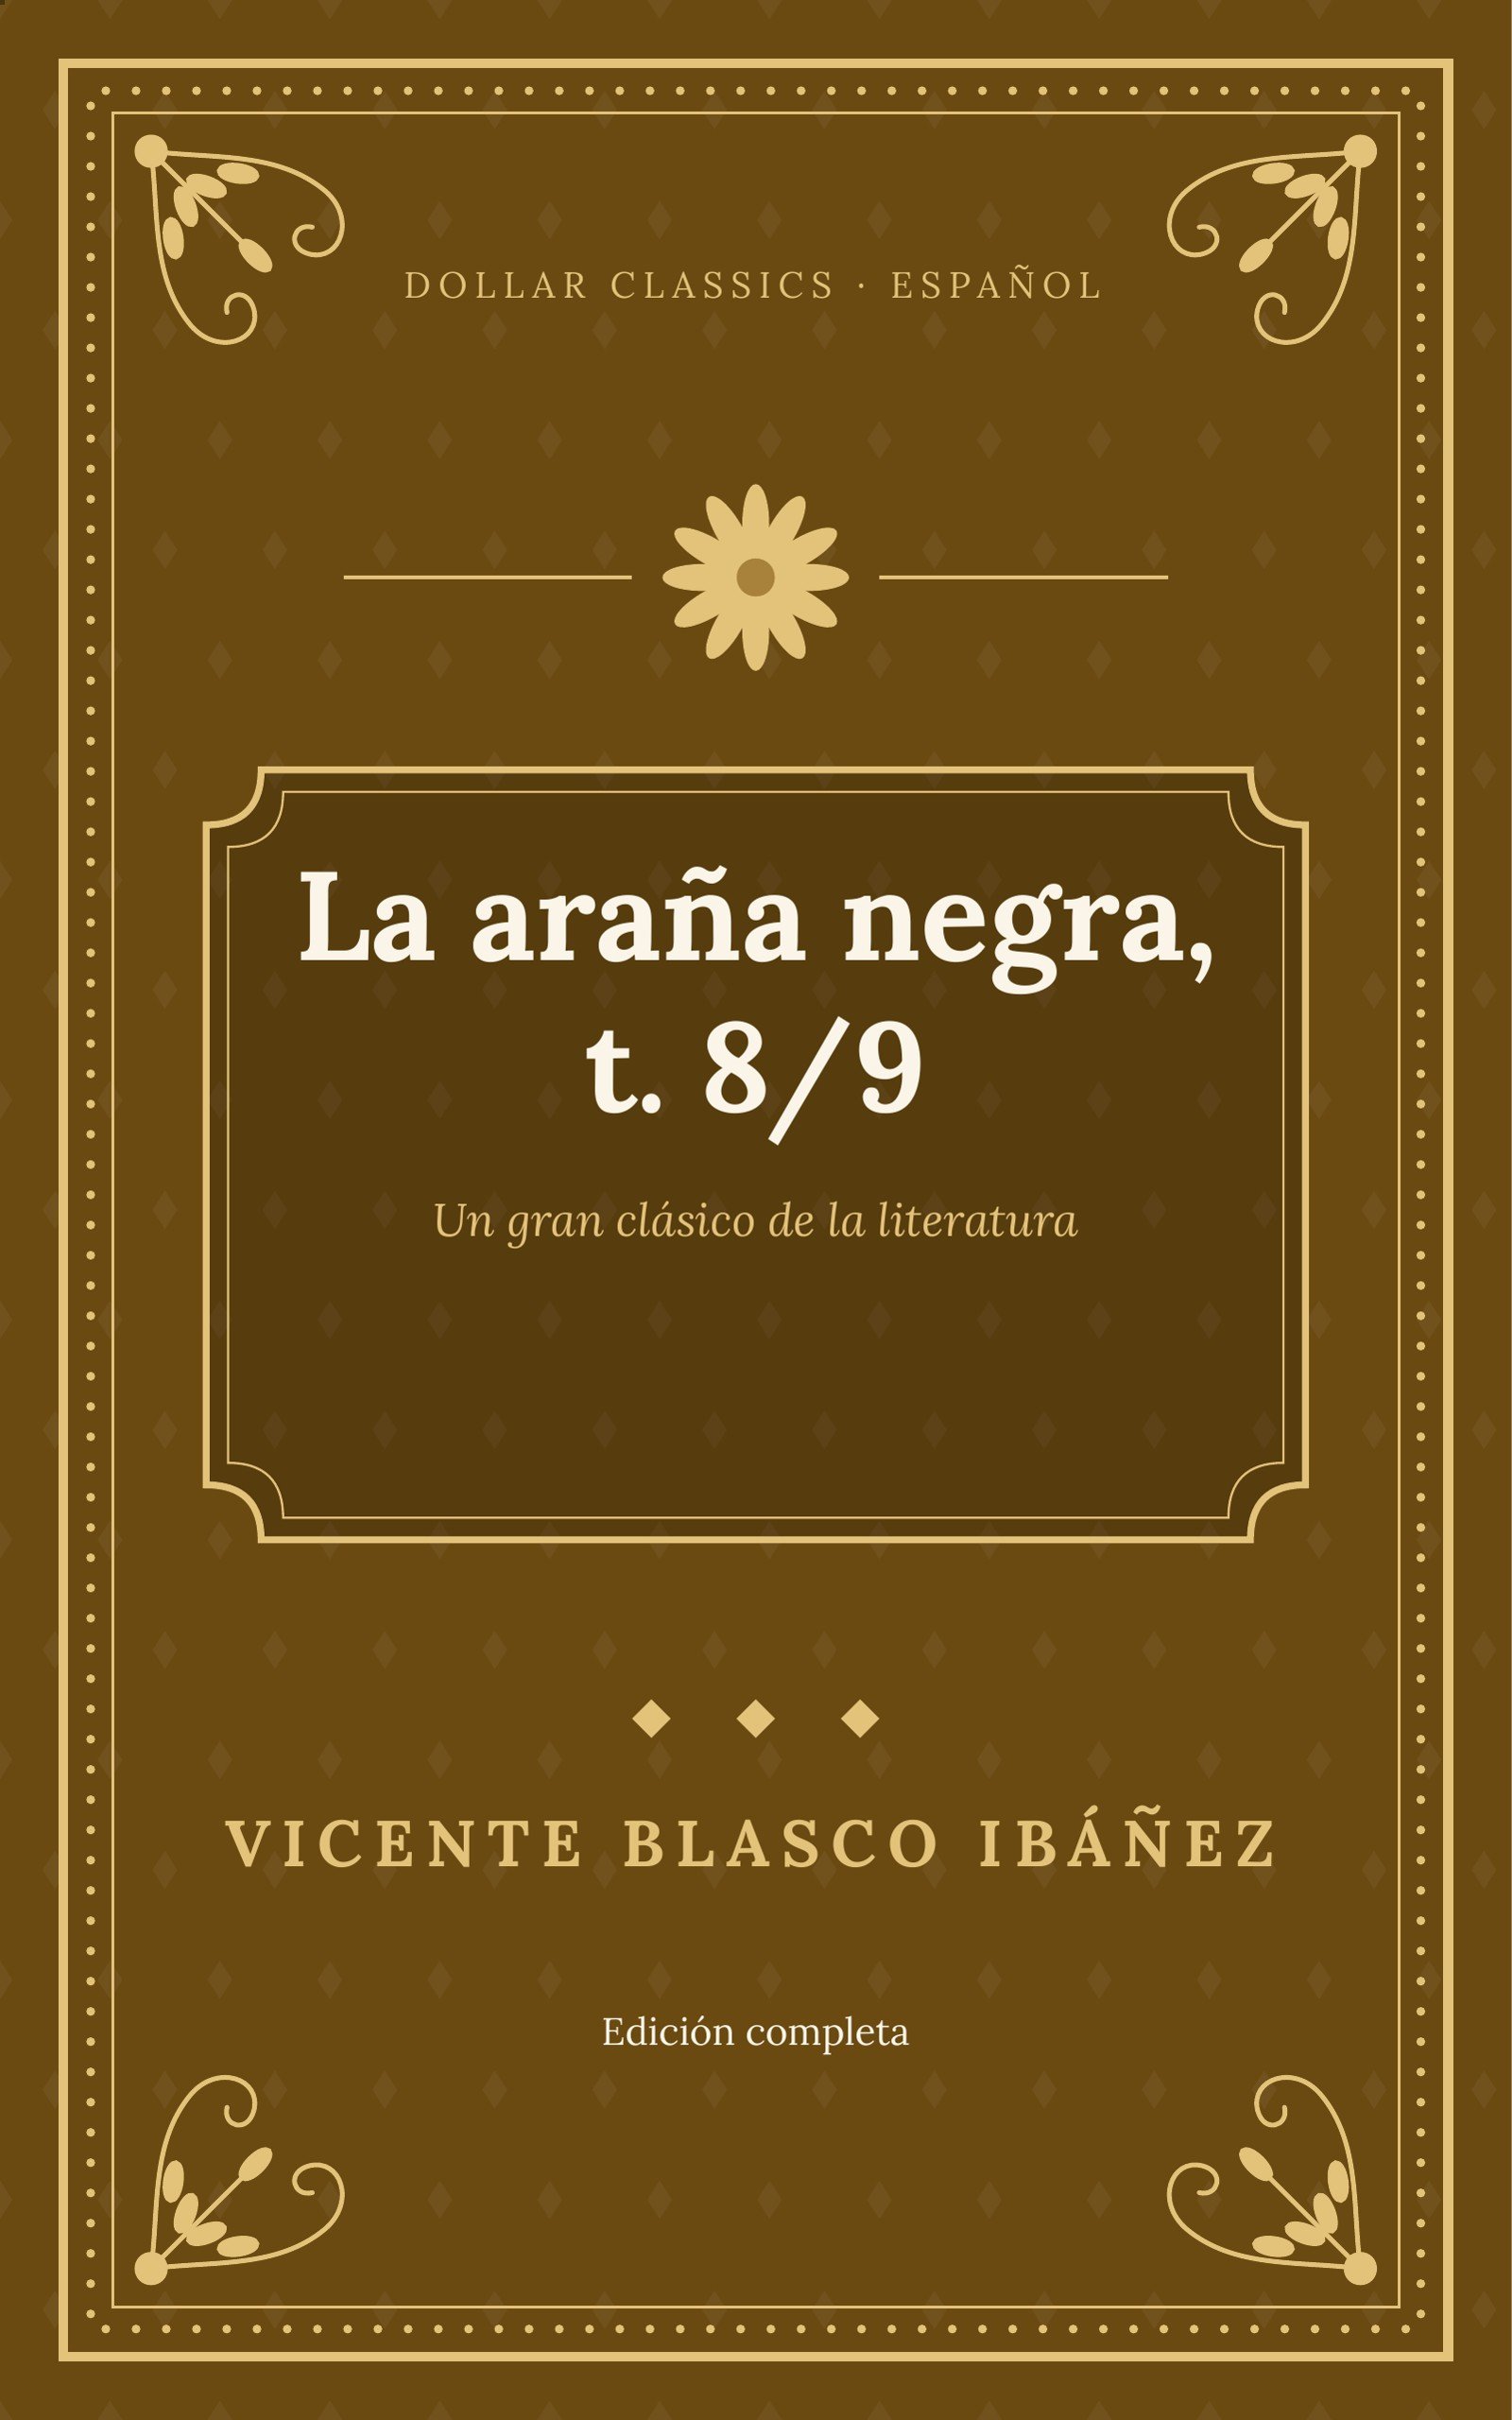 DOLLAR CLASSICS · ESPAÑOL
La araña negra,
t. 8/9
Un gran clásico de la literatura
VICENTE BLASCO IBÁÑEZ
Edición completa